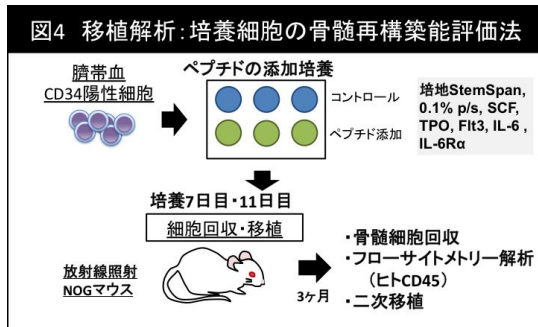 図4 移植解析:培養細胞の骨髄再構築能評価法
臍帯血
CD34陽性細胞
ペプチドの添加培養
コントロール
ペプチド添加
培地StemSpan,
0.1% p/s, SCF,
TPO, Flt3, IL-6 ,
IL-6Rα
培養7日目・11日目
細胞回収・移植
放射線照射
NOGマウス
3ヶ月
・骨髄細胞回収
・フローサイトメトリー解析
(ヒトCD45)
・二次移植